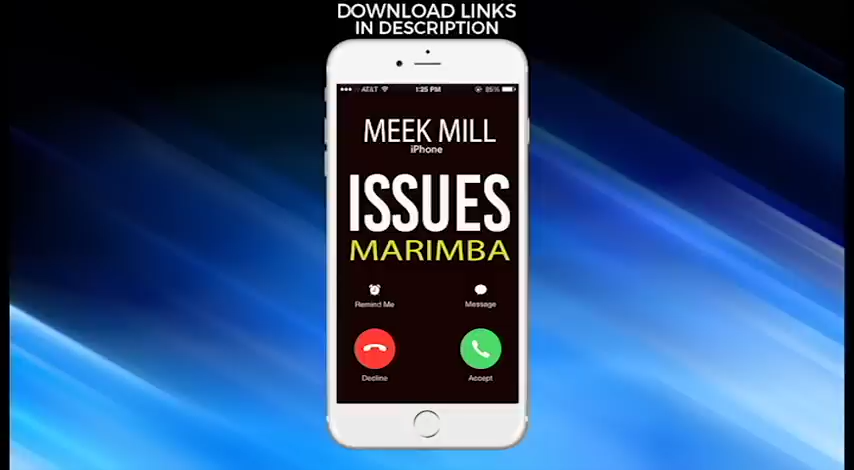 DOWNLOAD LINKS
IN DESCRIPTION
AT&T 1:25 PM 85%
MEEK MILL
iPhone
ISSUES
MARIMBA
Remind Me Message
Decline Accept